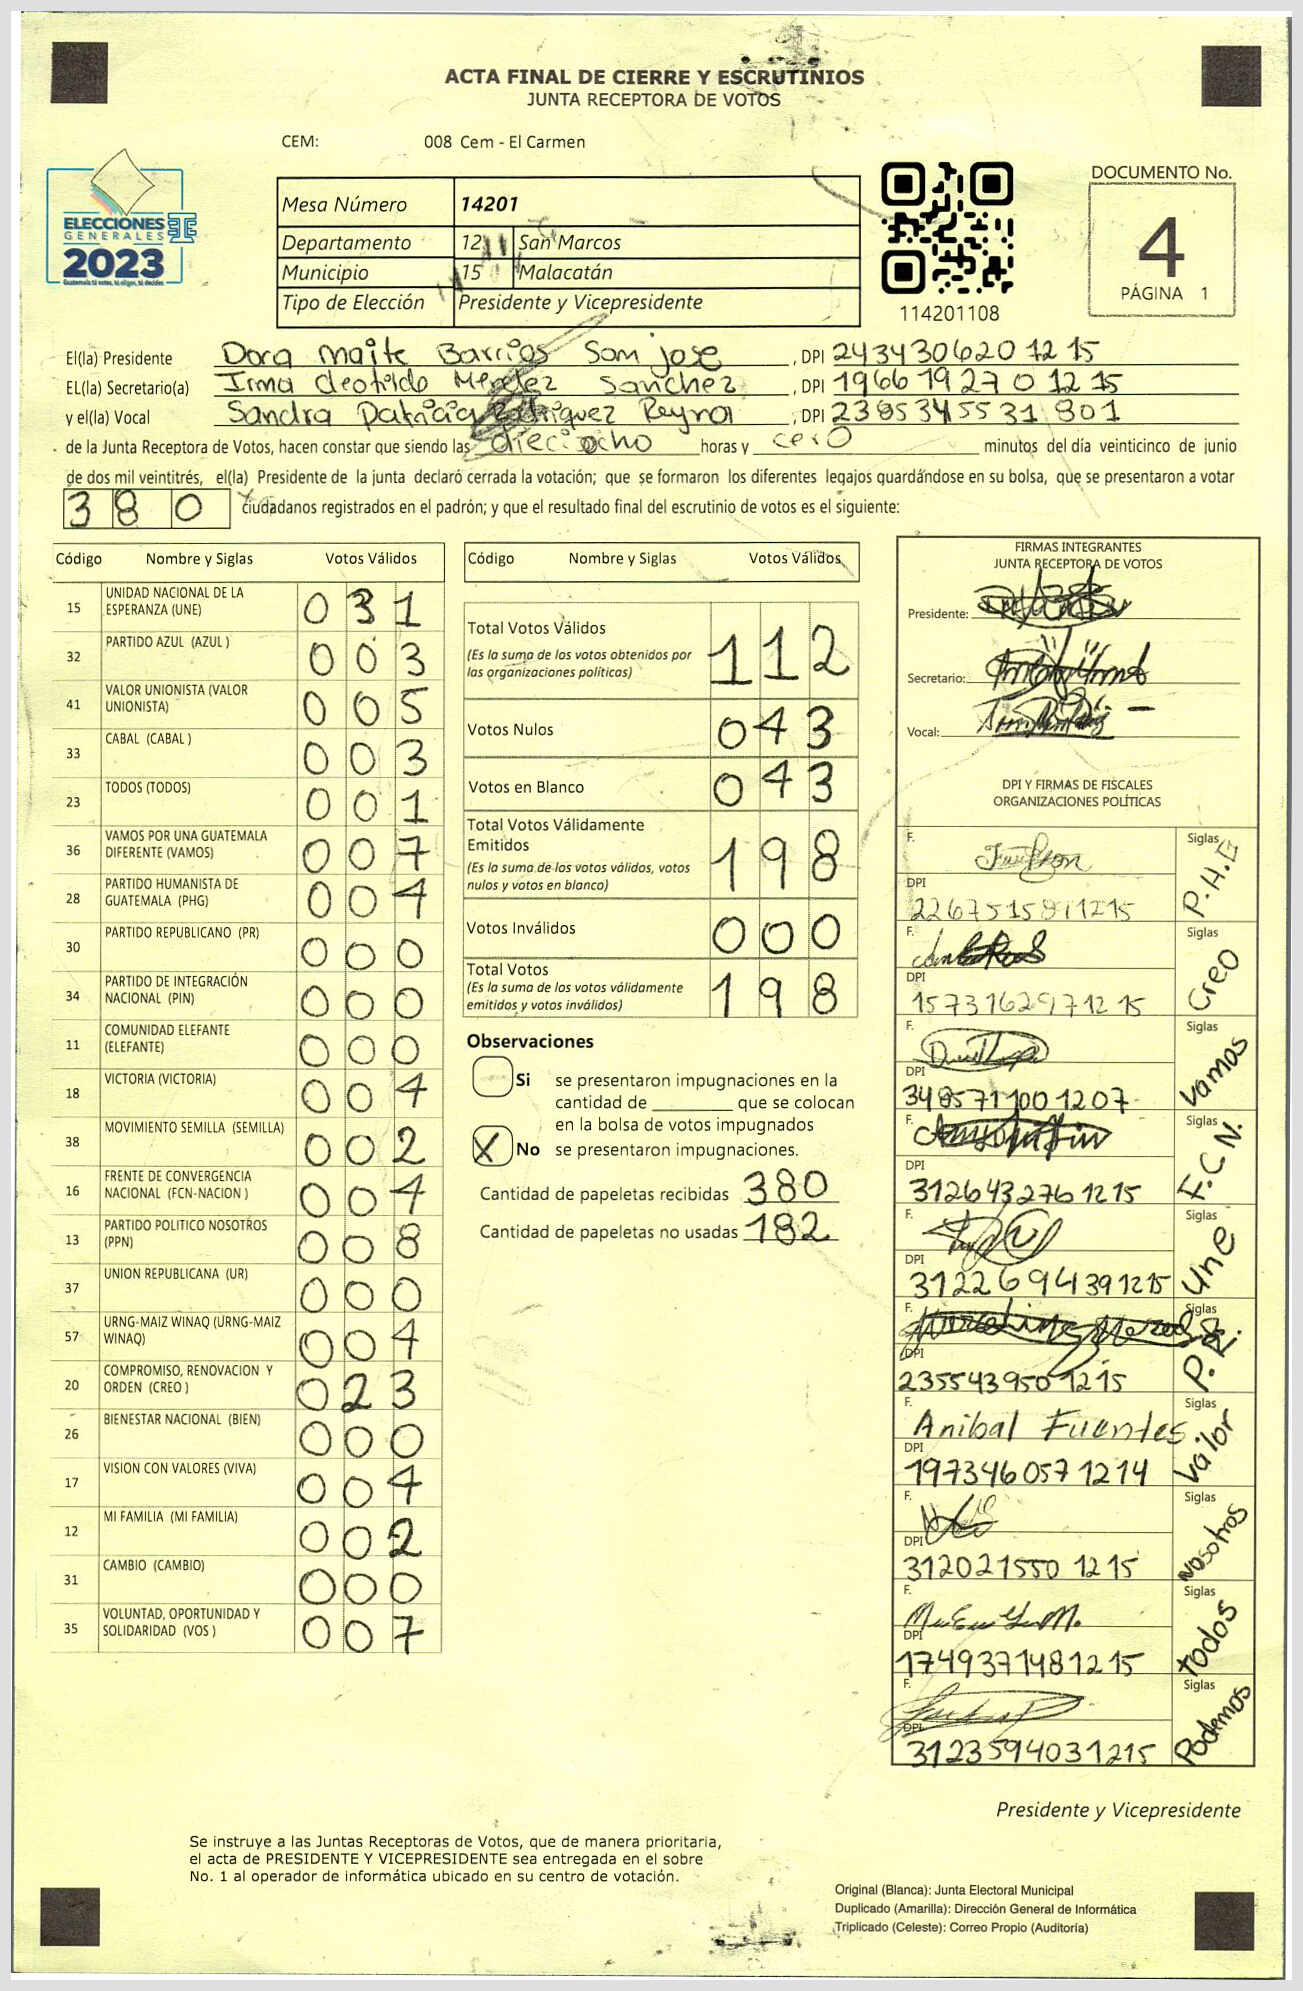 ACTA FINAL DE CIERRE Y ESCRUTINIOS
JUNTA RECEPTORA DE VOTOS
CEM: 008 Cem - El Carmen
ELECCIONES
GENERALES
2023
Guatemala tú votas, tú eliges, tú decides
Mesa Número 14201
Departamento 12 San Marcos
Municipio 15 Malacatán
Tipo de Elección Presidente y Vicepresidente
114201108
DOCUMENTO No.
4
PÁGINA 1
El(la) Presidente Dora Maite Barrios San jose, DPI 2434306201215
EL(la) Secretario(a) Irma Cleotilde Mendez Sanchez, DPI 1966192701215
y el(la) Vocal Sandra Patricia Rodriguez Reyna, DPI 2385345531801
de la Junta Receptora de Votos, hacen constar que siendo las dieciocho horas y cero minutos del día veinticinco de junio
de dos mil veintitrés, el(la) Presidente de la junta declaró cerrada la votación; que se formaron los diferentes legajos guardándose en su bolsa, que se presentaron a votar
380 ciudadanos registrados en el padrón; y que el resultado final del escrutinio de votos es el siguiente:
Código Nombre y Siglas Votos Válidos
15 UNIDAD NACIONAL DE LA ESPERANZA (UNE) 031
32 PARTIDO AZUL (AZUL ) 003
41 VALOR UNIONISTA (VALOR UNIONISTA) 005
33 CABAL (CABAL ) 003
23 TODOS (TODOS) 001
36 VAMOS POR UNA GUATEMALA DIFERENTE (VAMOS) 007
28 PARTIDO HUMANISTA DE GUATEMALA (PHG) 004
30 PARTIDO REPUBLICANO (PR) 000
34 PARTIDO DE INTEGRACIÓN NACIONAL (PIN) 000
11 COMUNIDAD ELEFANTE (ELEFANTE) 000
18 VICTORIA (VICTORIA) 004
38 MOVIMIENTO SEMILLA (SEMILLA) 002
16 FRENTE DE CONVERGENCIA NACIONAL (FCN-NACION ) 004
13 PARTIDO POLITICO NOSOTROS (PPN) 008
37 UNION REPUBLICANA (UR) 000
57 URNG-MAIZ WINAQ (URNG-MAIZ WINAQ) 004
20 COMPROMISO, RENOVACION Y ORDEN (CREO ) 023
26 BIENESTAR NACIONAL (BIEN) 000
17 VISION CON VALORES (VIVA) 004
12 MI FAMILIA (MI FAMILIA) 002
31 CAMBIO (CAMBIO) 000
35 VOLUNTAD, OPORTUNIDAD Y SOLIDARIDAD (VOS ) 007
Código Nombre y Siglas Votos Válidos
Total Votos Válidos 112
(Es la suma de los votos obtenidos por las organizaciones políticas)
Votos Nulos 043
Votos en Blanco 043
Total Votos Válidamente Emitidos 198
(Es la suma de los votos válidos, votos nulos y votos en blanco)
Votos Inválidos 000
Total Votos 198
(Es la suma de los votos válidamente emitidos y votos inválidos)
Observaciones
Si se presentaron impugnaciones en la
cantidad de ________ que se colocan
en la bolsa de votos impugnados
X No se presentaron impugnaciones.
Cantidad de papeletas recibidas 380
Cantidad de papeletas no usadas 182
FIRMAS INTEGRANTES
JUNTA RECEPTORA DE VOTOS
Presidente:
Secretario:
Vocal:
DPI Y FIRMAS DE FISCALES
ORGANIZACIONES POLÍTICAS
F. Siglas P.H.G
DPI 2267515891215
F. Siglas Creo
DPI 1573162971215
F. Siglas Vamos
DPI 3485711001207
F. Siglas F.C.N.
DPI 3126432761215
F. Siglas Une
DPI 3122694391215
F. Siglas
DPI 2355439501215
F. Anibal Fuentes Siglas Valor
DPI 1973460571214
F. Siglas Nosotros
DPI 3120215501215
F. Siglas todos
DPI 1749371481215
F. Siglas Podemos
DPI 3123594031215
Presidente y Vicepresidente
Se instruye a las Juntas Receptoras de Votos, que de manera prioritaria,
el acta de PRESIDENTE Y VICEPRESIDENTE sea entregada en el sobre
No. 1 al operador de informática ubicado en su centro de votación.
Original (Blanca): Junta Electoral Municipal
Duplicado (Amarilla): Dirección General de Informática
Triplicado (Celeste): Correo Propio (Auditoría)